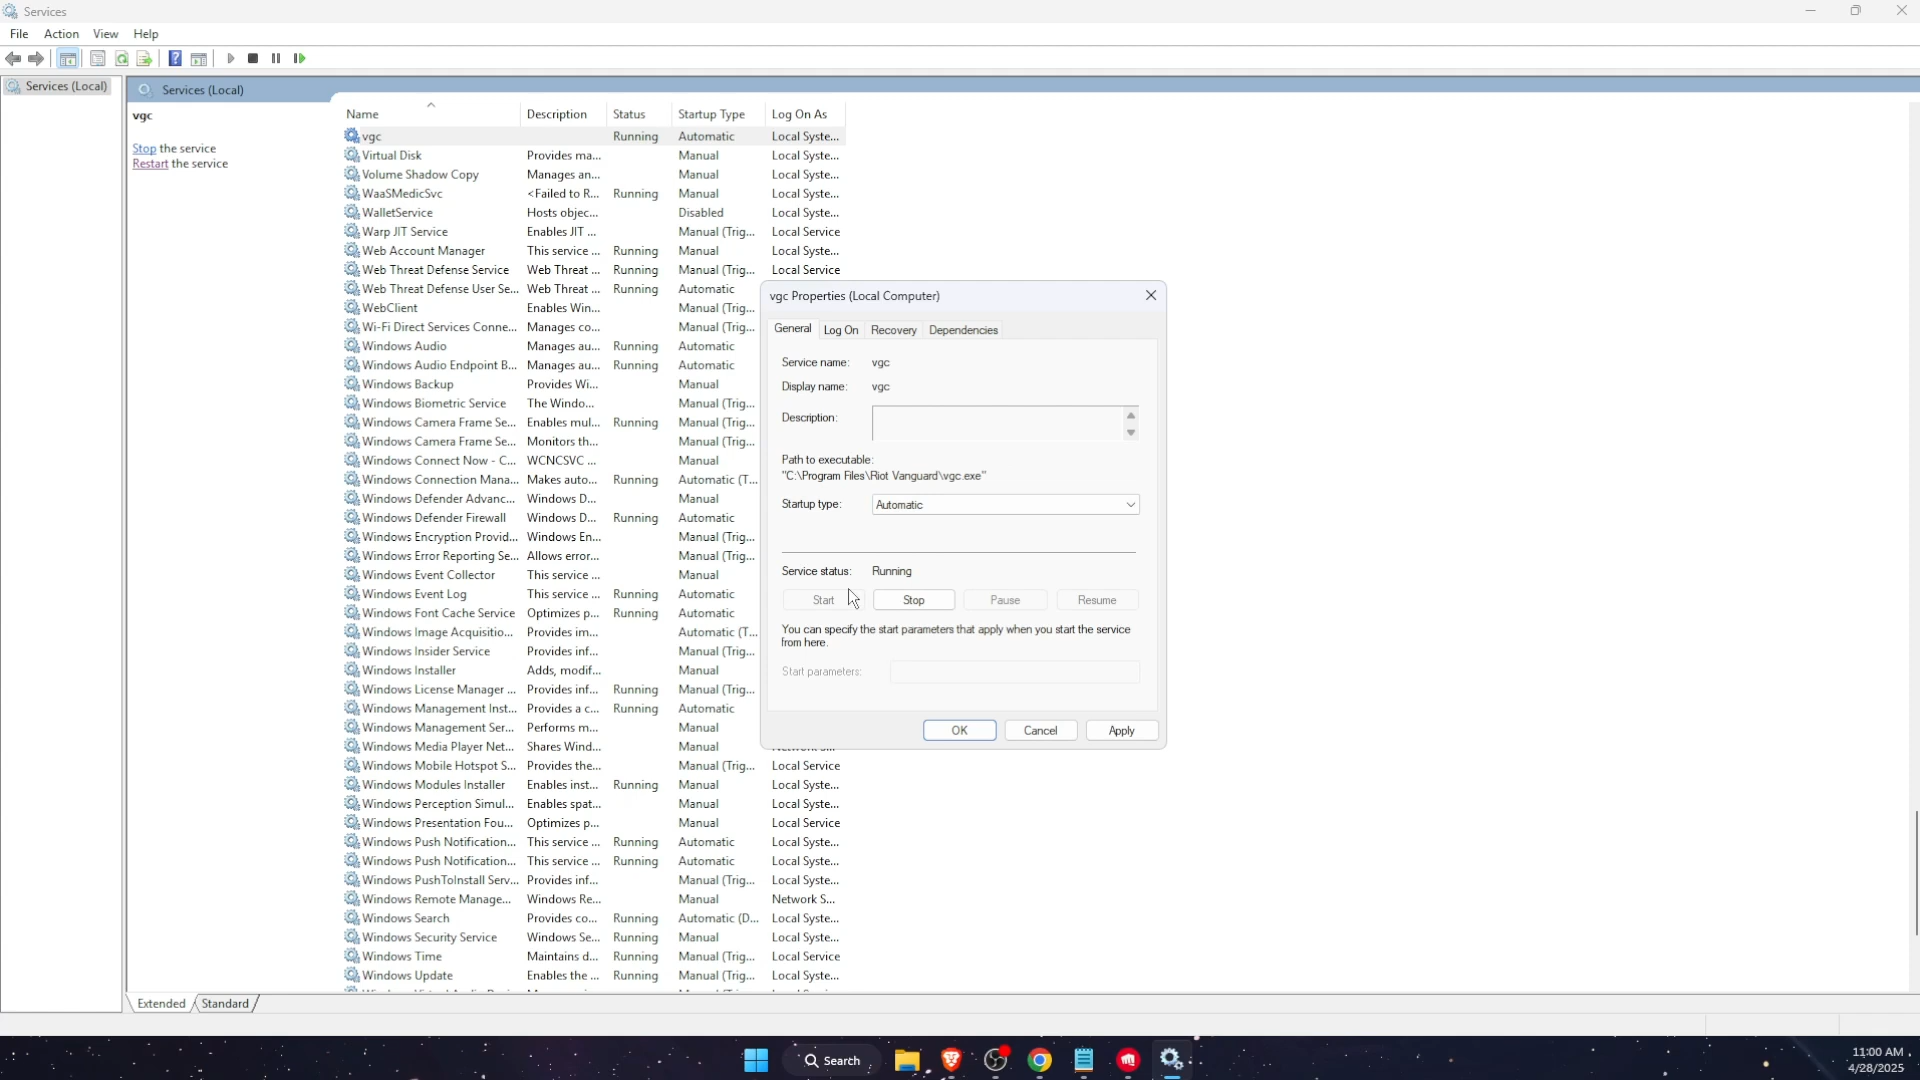 Services
File Action View Help
Services (Local)
Services (Local)
vgc
Stop the service
Restart the service
Name Description Status Startup Type Log On As
vgc Running Automatic Local Syste...
Virtual Disk Provides ma... Manual Local Syste...
Volume Shadow Copy Manages an... Manual Local Syste...
WaaSMedicSvc <Failed to R... Running Manual Local Syste...
WalletService Hosts objec... Disabled Local Syste...
Warp JIT Service Enables JIT ... Manual (Trig... Local Service
Web Account Manager This service ... Running Manual Local Syste...
Web Threat Defense Service Web Threat ... Running Manual (Trig... Local Service
Web Threat Defense User Se... Web Threat ... Running Automatic
WebClient Enables Win... Manual (Trig...
Wi-Fi Direct Services Conne... Manages co... Manual (Trig...
Windows Audio Manages au... Running Automatic
Windows Audio Endpoint B... Manages au... Running Automatic
Windows Backup Provides Wi... Manual
Windows Biometric Service The Windo... Manual (Trig...
Windows Camera Frame Se... Enables mul... Running Manual (Trig...
Windows Camera Frame Se... Monitors th... Manual (Trig...
Windows Connect Now - C... WCNCSVC ... Manual
Windows Connection Mana... Makes auto... Running Automatic (T...
Windows Defender Advanc... Windows D... Manual
Windows Defender Firewall Windows D... Running Automatic
Windows Encryption Provid... Windows En... Manual (Trig...
Windows Error Reporting Se... Allows error... Manual (Trig...
Windows Event Collector This service ... Manual
Windows Event Log This service ... Running Automatic
Windows Font Cache Service Optimizes p... Running Automatic
Windows Image Acquisitio... Provides im... Automatic (T...
Windows Insider Service Provides inf... Manual (Trig...
Windows Installer Adds, modif... Manual
Windows License Manager ... Provides inf... Running Manual (Trig...
Windows Management Inst... Provides a c... Running Automatic
Windows Management Ser... Performs m... Manual
Windows Media Player Net... Shares Wind... Manual
Windows Mobile Hotspot S... Provides the... Manual (Trig... Local Service
Windows Modules Installer Enables inst... Running Manual Local Syste...
Windows Perception Simul... Enables spat... Manual Local Syste...
Windows Presentation Fou... Optimizes p... Manual Local Service
Windows Push Notification... This service ... Running Automatic Local Syste...
Windows Push Notification... This service ... Running Automatic Local Syste...
Windows PushToInstall Serv... Provides inf... Manual (Trig... Local Syste...
Windows Remote Manage... Windows Re... Manual Network S...
Windows Search Provides co... Running Automatic (D... Local Syste...
Windows Security Service Windows Se... Running Manual Local Syste...
Windows Time Maintains d... Running Manual (Trig... Local Service
Windows Update Enables the ... Running Manual (Trig... Local Syste...
vgc Properties (Local Computer)
General Log On Recovery Dependencies
Service name: vgc
Display name: vgc
Description:
Path to executable:
"C:\Program Files\Riot Vanguard\vgc.exe"
Startup type: Automatic
Service status: Running
Start Stop Pause Resume
You can specify the start parameters that apply when you start the service
from here.
Start parameters:
OK Cancel Apply
Extended Standard
Search
11:00 AM
4/28/2025